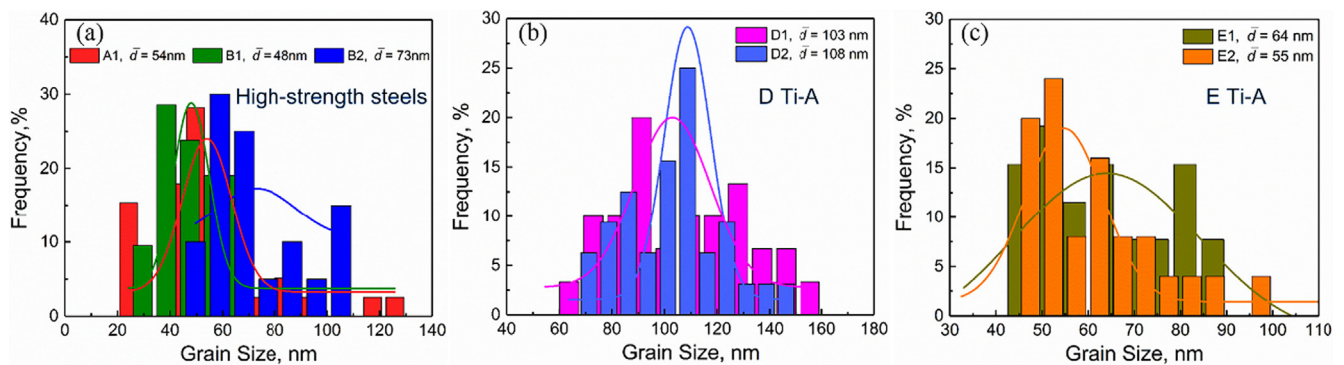 (a)
A1, d̄ = 54nm B1, d̄ = 48nm B2, d̄ = 73nm
High-strength steels
Frequency, %
40
30
20
10
0
0 20 40 60 80 100 120 140
Grain Size, nm
(b)
D1, d̄ = 103 nm
D2, d̄ = 108 nm
D Ti-A
Frequency, %
30
25
20
15
10
5
0
40 60 80 100 120 140 160 180
Grain Size, nm
(c)
E1, d̄ = 64 nm
E2, d̄ = 55 nm
E Ti-A
Frequency, %
30
25
20
15
10
5
0
30 40 50 60 70 80 90 100 110
Grain Size, nm